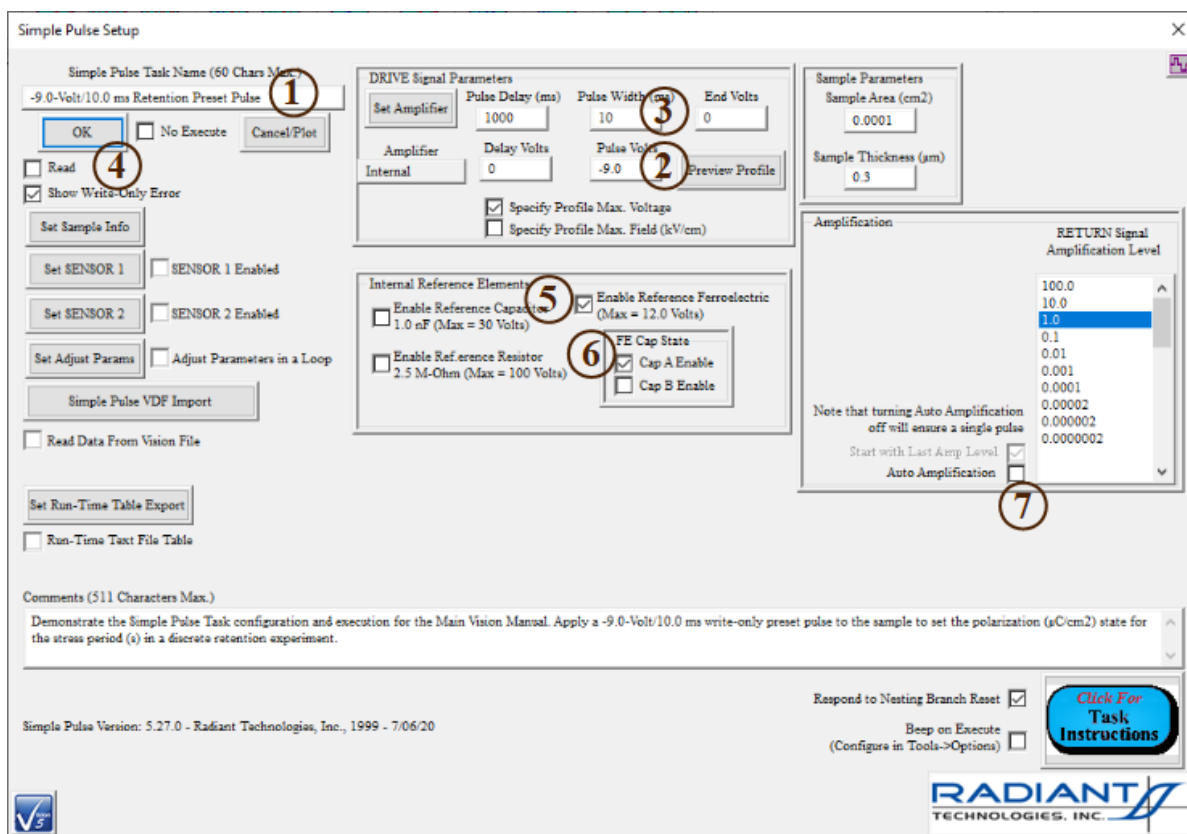 Simple Pulse Setup
Simple Pulse Task Name (60 Chars Max.)
-9.0-Volt/10.0 ms Retention Preset Pulse
1
OK
No Execute
Cancel/Plot
4
Read
Show Write-Only Error
Set Sample Info
Set SENSOR 1
SENSOR 1 Enabled
Set SENSOR 2
SENSOR 2 Enabled
Set Adjust Params
Adjust Parameters in a Loop
Simple Pulse VDF Import
Read Data From Vision File
Set Run-Time Table Export
Run-Time Text File Table
DRIVE Signal Parameters
Set Amplifier
Pulse Delay (ms)
1000
Pulse Width (ms)
10
3
End Volts
0
Amplifier
Internal
Delay Volts
0
Pulse Volts
-9.0
2
Preview Profile
Specify Profile Max. Voltage
Specify Profile Max. Field (kV/cm)
Internal Reference Elements
5
Enable Reference Capacitor
1.0 nF (Max = 30 Volts)
Enable Reference Ferroelectric
(Max = 12.0 Volts)
Enable Ref.erence Resistor
2.5 M-Ohm (Max = 100 Volts)
6
FE Cap State
Cap A Enable
Cap B Enable
Sample Parameters
Sample Area (cm2)
0.0001
Sample Thickness (µm)
0.3
Amplification
RETURN Signal
Amplification Level
100.0
10.0
1.0
0.1
0.01
0.001
0.0001
0.00002
0.000002
0.0000002
Note that turning Auto Amplification
off will ensure a single pulse
Start with Last Amp Level
Auto Amplification
7
Comments (511 Characters Max.)
Demonstrate the Simple Pulse Task configuration and execution for the Main Vision Manual. Apply a -9.0-Volt/10.0 ms write-only preset pulse to the sample to set the polarization (µC/cm2) state for
the stress period (s) in a discrete retention experiment.
Simple Pulse Version: 5.27.0 - Radiant Technologies, Inc., 1999 - 7/06/20
Respond to Nesting Branch Reset
Beep on Execute
(Configure in Tools->Options)
Click For
Task
Instructions
RADIANT
TECHNOLOGIES, INC.
5